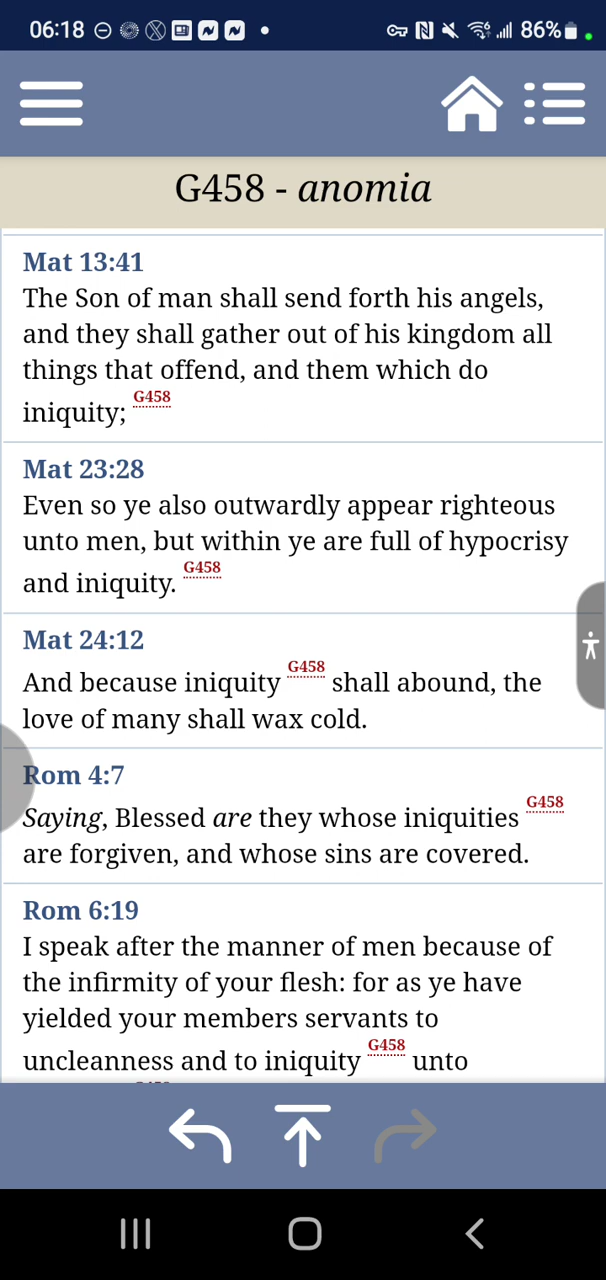 06:18
86%
G458 - anomia
Mat 13:41
The Son of man shall send forth his angels,
and they shall gather out of his kingdom all
things that offend, and them which do
iniquity; G458
Mat 23:28
Even so ye also outwardly appear righteous
unto men, but within ye are full of hypocrisy
and iniquity. G458
Mat 24:12
And because iniquity G458 shall abound, the
love of many shall wax cold.
Rom 4:7
Saying, Blessed are they whose iniquities G458
are forgiven, and whose sins are covered.
Rom 6:19
I speak after the manner of men because of
the infirmity of your flesh: for as ye have
yielded your members servants to
uncleanness and to iniquity G458 unto